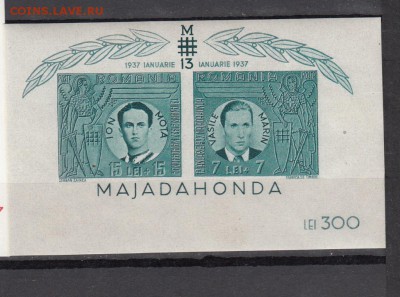 COINS.LAVE.RU
M
1937 IANUARIE 13 IANUARIE 1937
ROMANIA ROMANIA
ION MOȚA VASILE MARIN
15 LEI+15 7 LEI+7
MAJADAHONDA
LEI 300